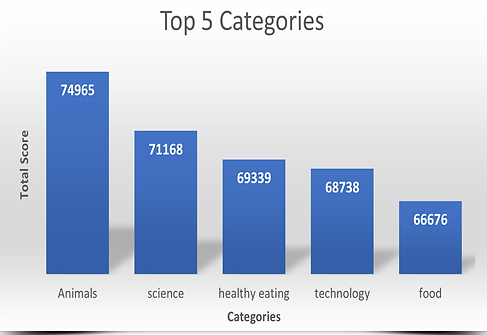 Top 5 Categories
74965
71168
69339
68738
66676
Total Score
Animals science healthy eating technology food
Categories